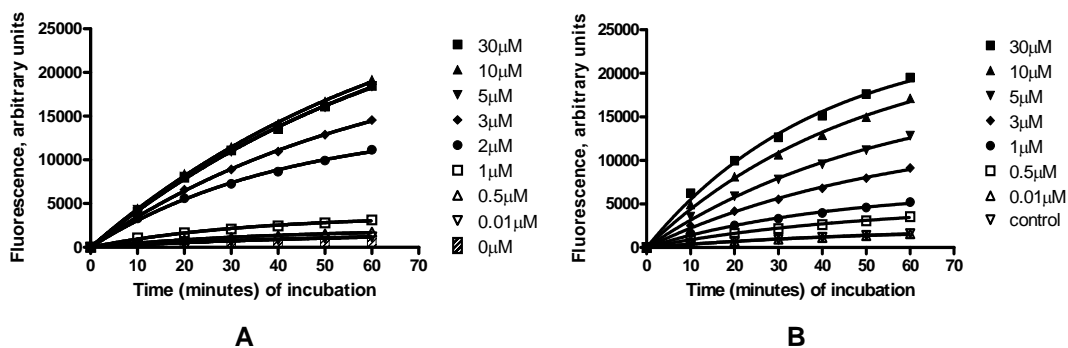 Fluorescence, arbitrary units
25000
20000
15000
10000
5000
0
0 10 20 30 40 50 60 70
Time (minutes) of incubation
30μM
10μM
5μM
3μM
2μM
1μM
0.5μM
0.01μM
0μM
A
Fluorescence, arbitrary units
25000
20000
15000
10000
5000
0
0 10 20 30 40 50 60 70
Time (minutes) of incubation
30μM
10μM
5μM
3μM
1μM
0.5μM
0.01μM
control
B